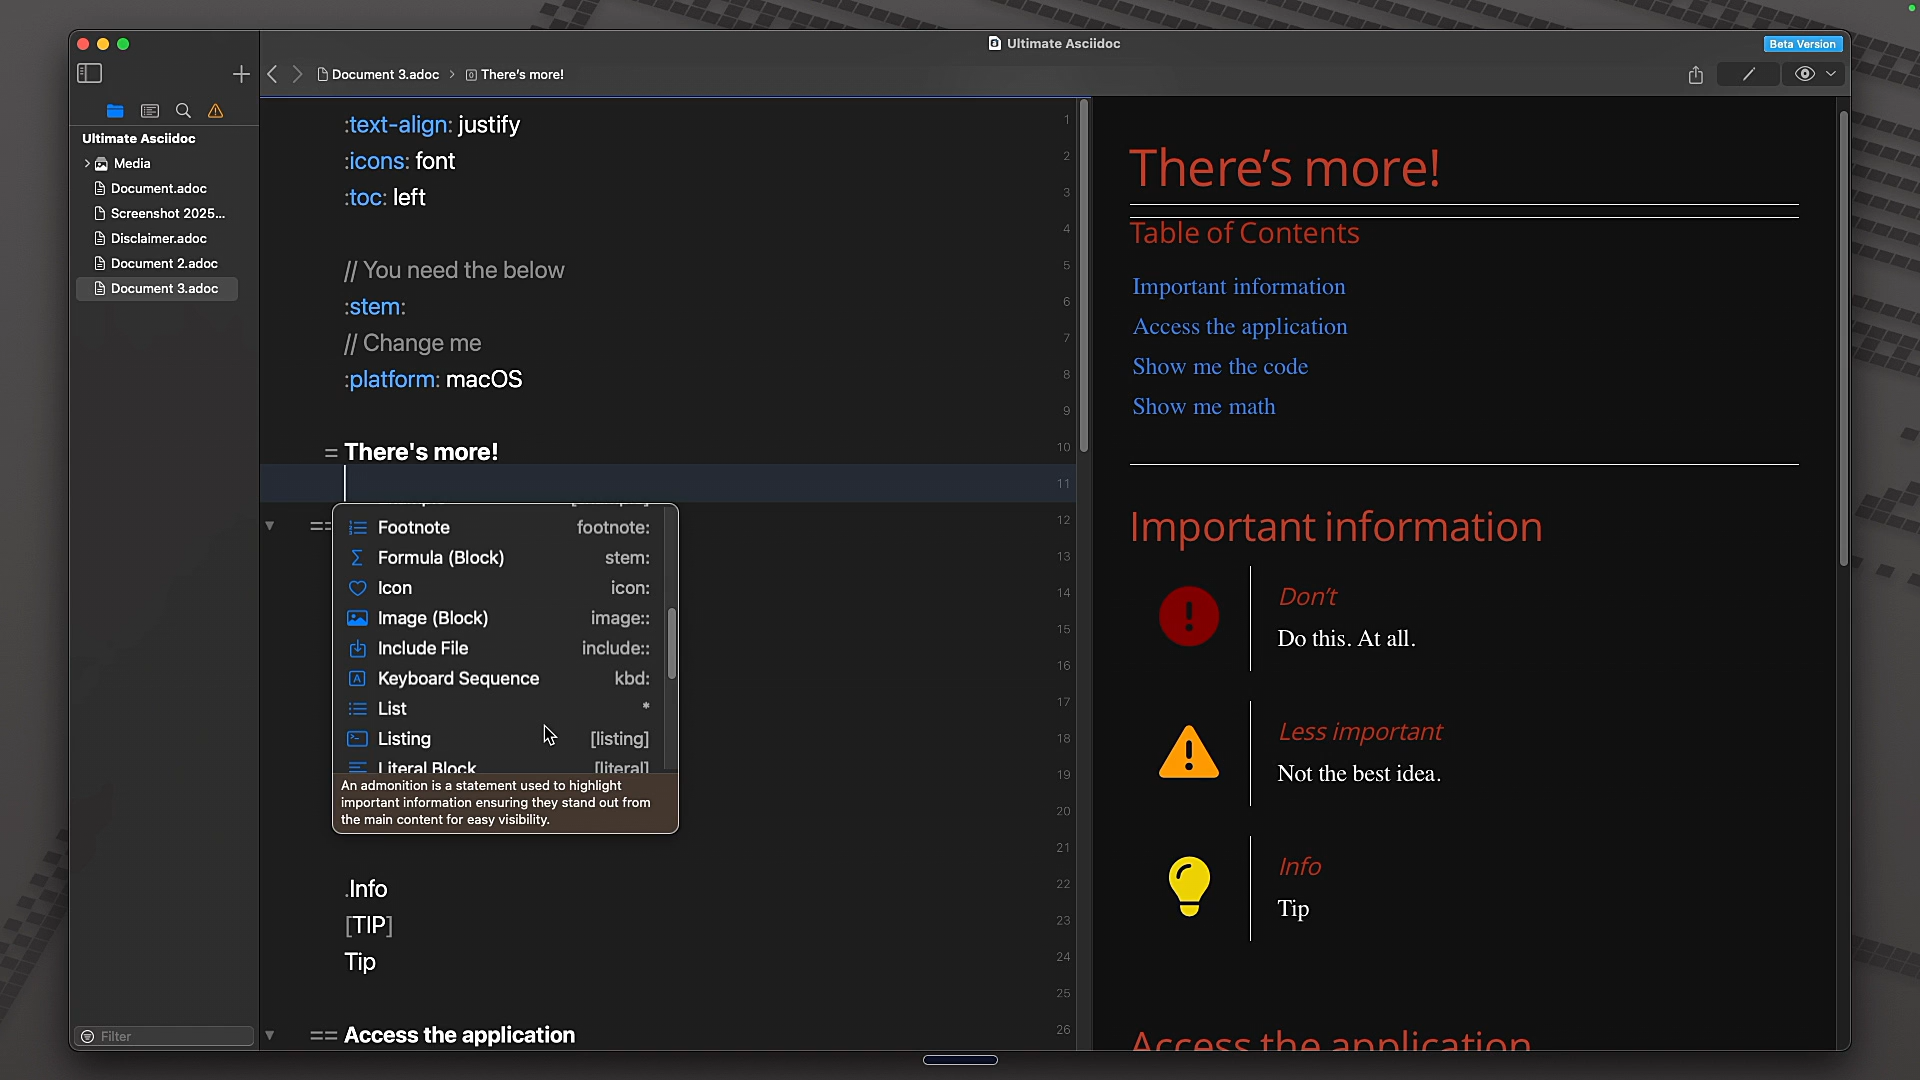 Ultimate Asciidoc
Beta Version
Document 3.adoc
There's more!
Ultimate Asciidoc
Media
Document.adoc
Screenshot 2025...
Disclaimer.adoc
Document 2.adoc
Document 3.adoc
Filter
:text-align: justify
1
:icons: font
2
:toc: left
3
4
// You need the below
5
:stem:
6
// Change me
7
:platform: macOS
8
9
= There's more!
10
11
==
12
Footnote footnote:
13
Formula (Block) stem:
Icon icon:
14
Image (Block) image::
15
Include File include::
16
Keyboard Sequence kbd:
List *
17
Listing [listing]
18
Literal Block [literal]
19
An admonition is a statement used to highlight
important information ensuring they stand out from
the main content for easy visibility.
20
21
.Info
22
[TIP]
23
Tip
24
25
== Access the application
26
There’s more!
Table of Contents
Important information
Access the application
Show me the code
Show me math
Important information
Don’t
Do this. At all.
Less important
Not the best idea.
Info
Tip
Access the application